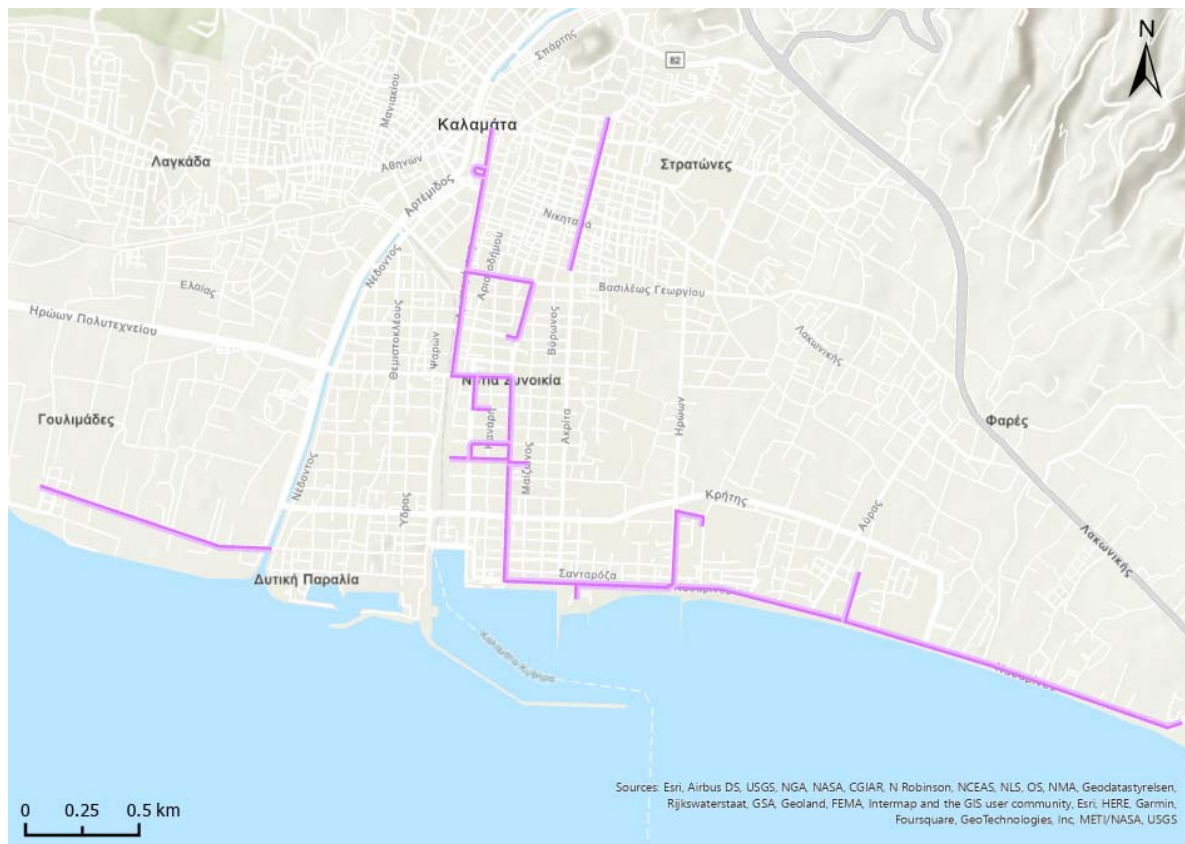 Σπάρτης
82
N
Μανιακίου
Καλαμάτα
Λαγκάδα
Αθηνών
Στρατώνες
Αρτέμιδος
Νέδοντος
Ελαίας
Βασιλέως Γεωργίου
Ηρώων Πολυτεχνείου
Λακωνικής
Θεμιστοκλέους
Ψαρών
Βύρωνος
Γουλιμάδες
Ακρίτα
Ηρώων
Φαρές
Μαίζωνος
Κρήτης
Νέδοντος
Ύδρας
Αύρας
Λακωνικής
Δυτική Παραλία
Σανταρόζα
Καλαμάτα-Κύθηρα
0 0.25 0.5 km
Sources: Esri, Airbus DS, USGS, NGA, NASA, CGIAR, N Robinson, NCEAS, NLS, OS, NMA, Geodatastyrelsen,
Rijkswaterstaat, GSA, Geoland, FEMA, Intermap and the GIS user community, Esri, HERE, Garmin,
Foursquare, GeoTechnologies, Inc, METI/NASA, USGS